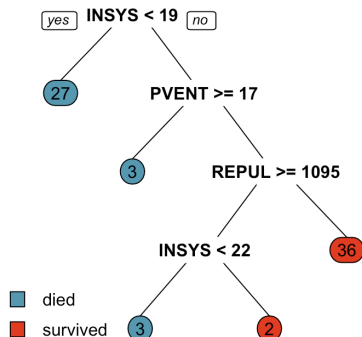 INSYS < 19
yes
no
27
PVENT >= 17
3
REPUL >= 1095
INSYS < 22
36
died
survived
3
2